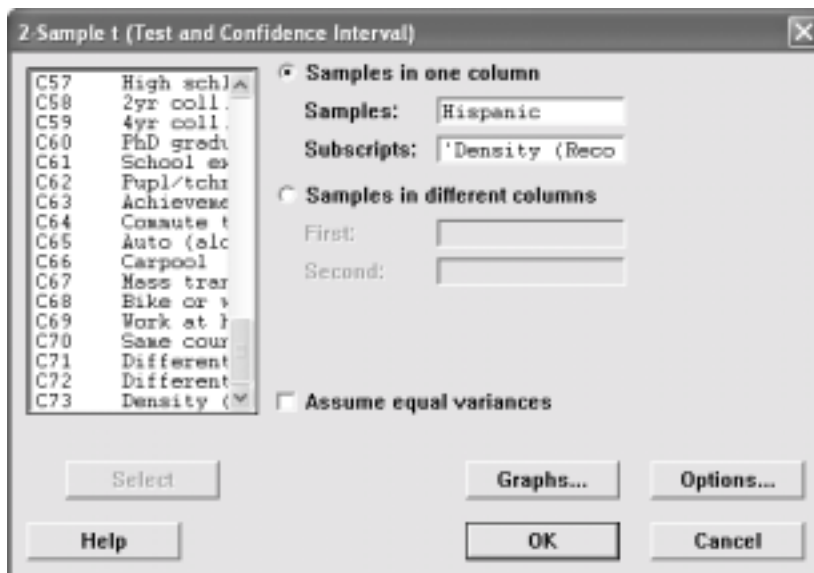 2-Sample t (Test and Confidence Interval)
C57 High schl
C58 2yr coll.
C59 4yr coll.
C60 PhD gradu
C61 School ex
C62 Pupl/tchr
C63 Achieveme
C64 Commute t
C65 Auto (alo
C66 Carpool
C67 Mass tran
C68 Bike or w
C69 Work at h
C70 Same coun
C71 Different
C72 Different
C73 Density (
Samples in one column
Samples: Hispanic
Subscripts: 'Density (Reco
Samples in different columns
First:
Second:
Assume equal variances
Select
Graphs...
Options...
Help
OK
Cancel